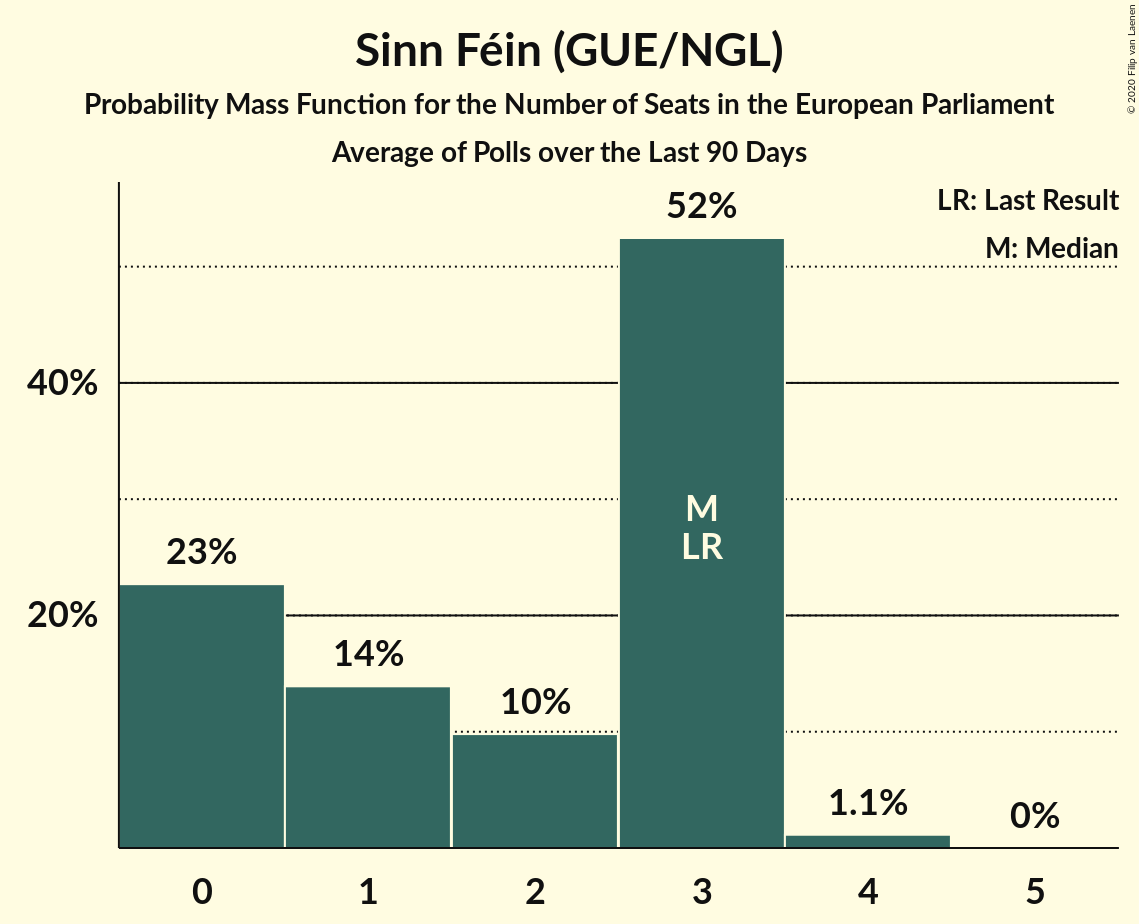 Sinn Féin (GUE/NGL)
Probability Mass Function for the Number of Seats in the European Parliament
Average of Polls over the Last 90 Days
© 2020 Filip van Laenen
LR: Last Result
M: Median
52%
40%
M
LR
23%
20%
14%
10%
1.1%
0%
0 1 2 3 4 5